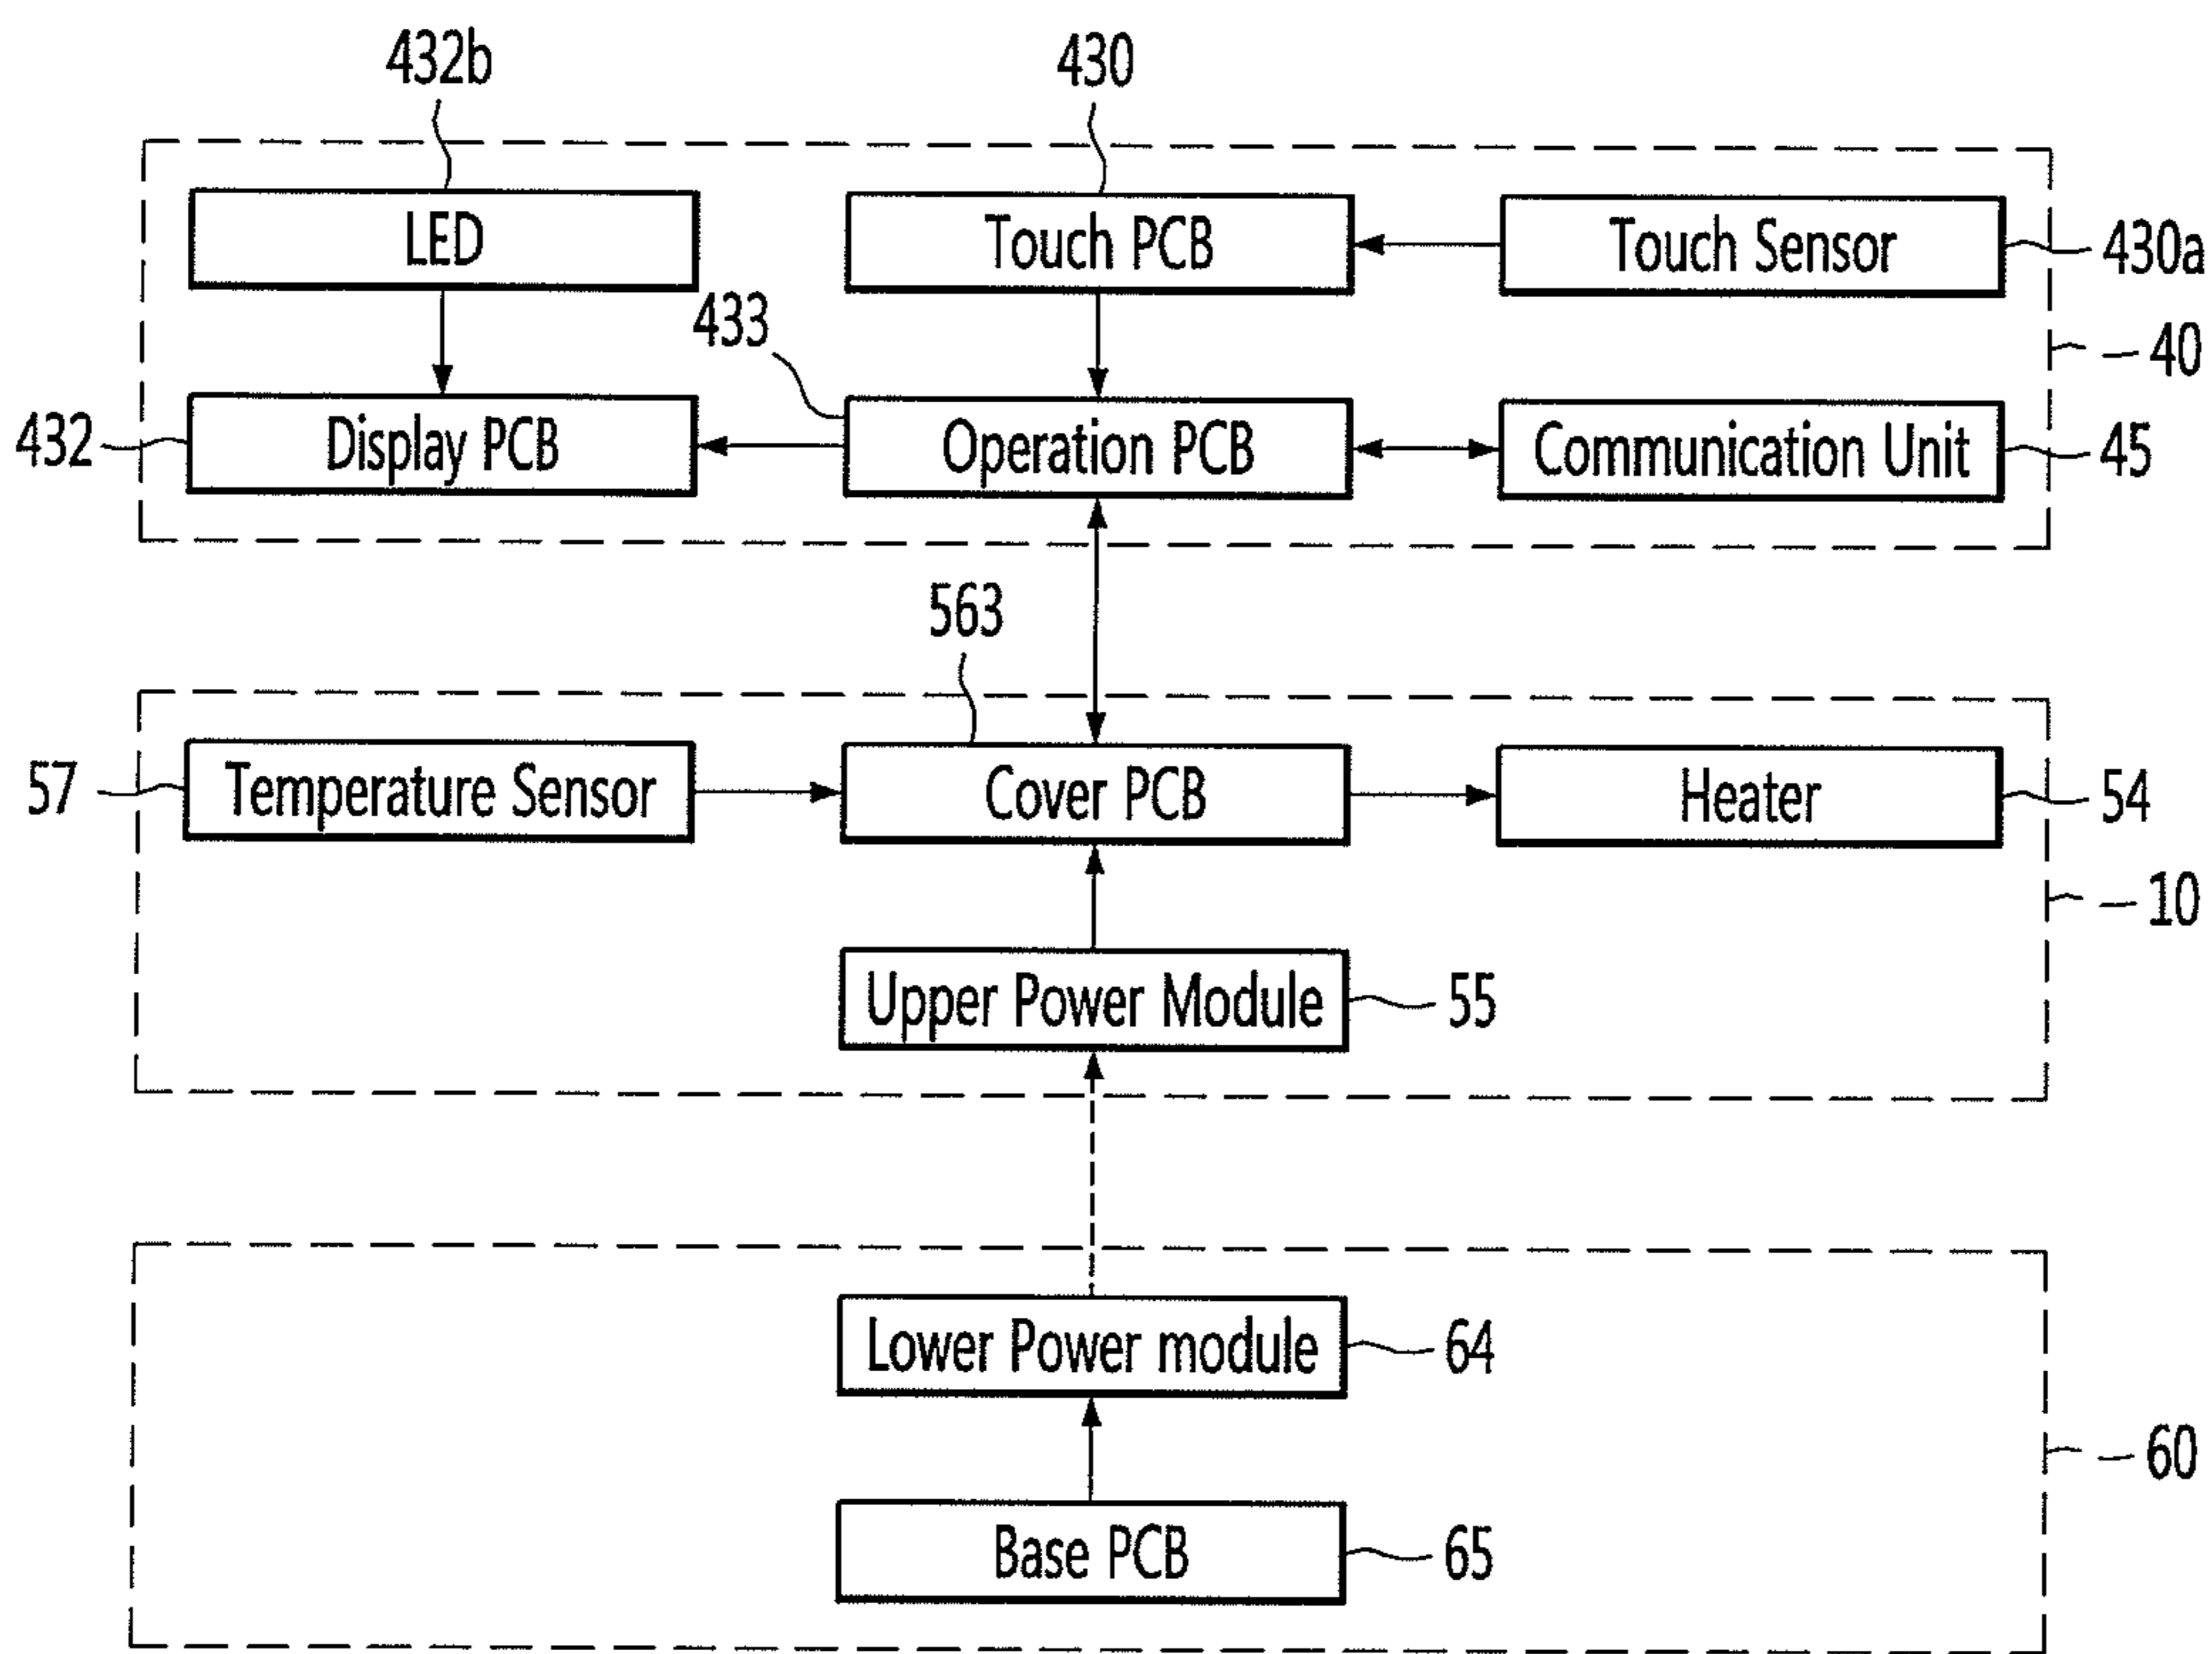 432b
430
LED
Touch PCB
Touch Sensor
430a
433
40
432
Display PCB
Operation PCB
Communication Unit
45
563
57
Temperature Sensor
Cover PCB
Heater
54
10
Upper Power Module
55
Lower Power module
64
60
Base PCB
65